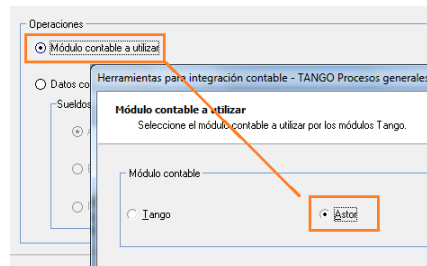 Operaciones
Módulo contable a utilizar
Datos co
Herramientas para integración contable - TANGO Procesos generales
Sueldos
Módulo contable a utilizar
Seleccione el módulo contable a utilizar por los módulos Tango.
Módulo contable
Tango
Astor